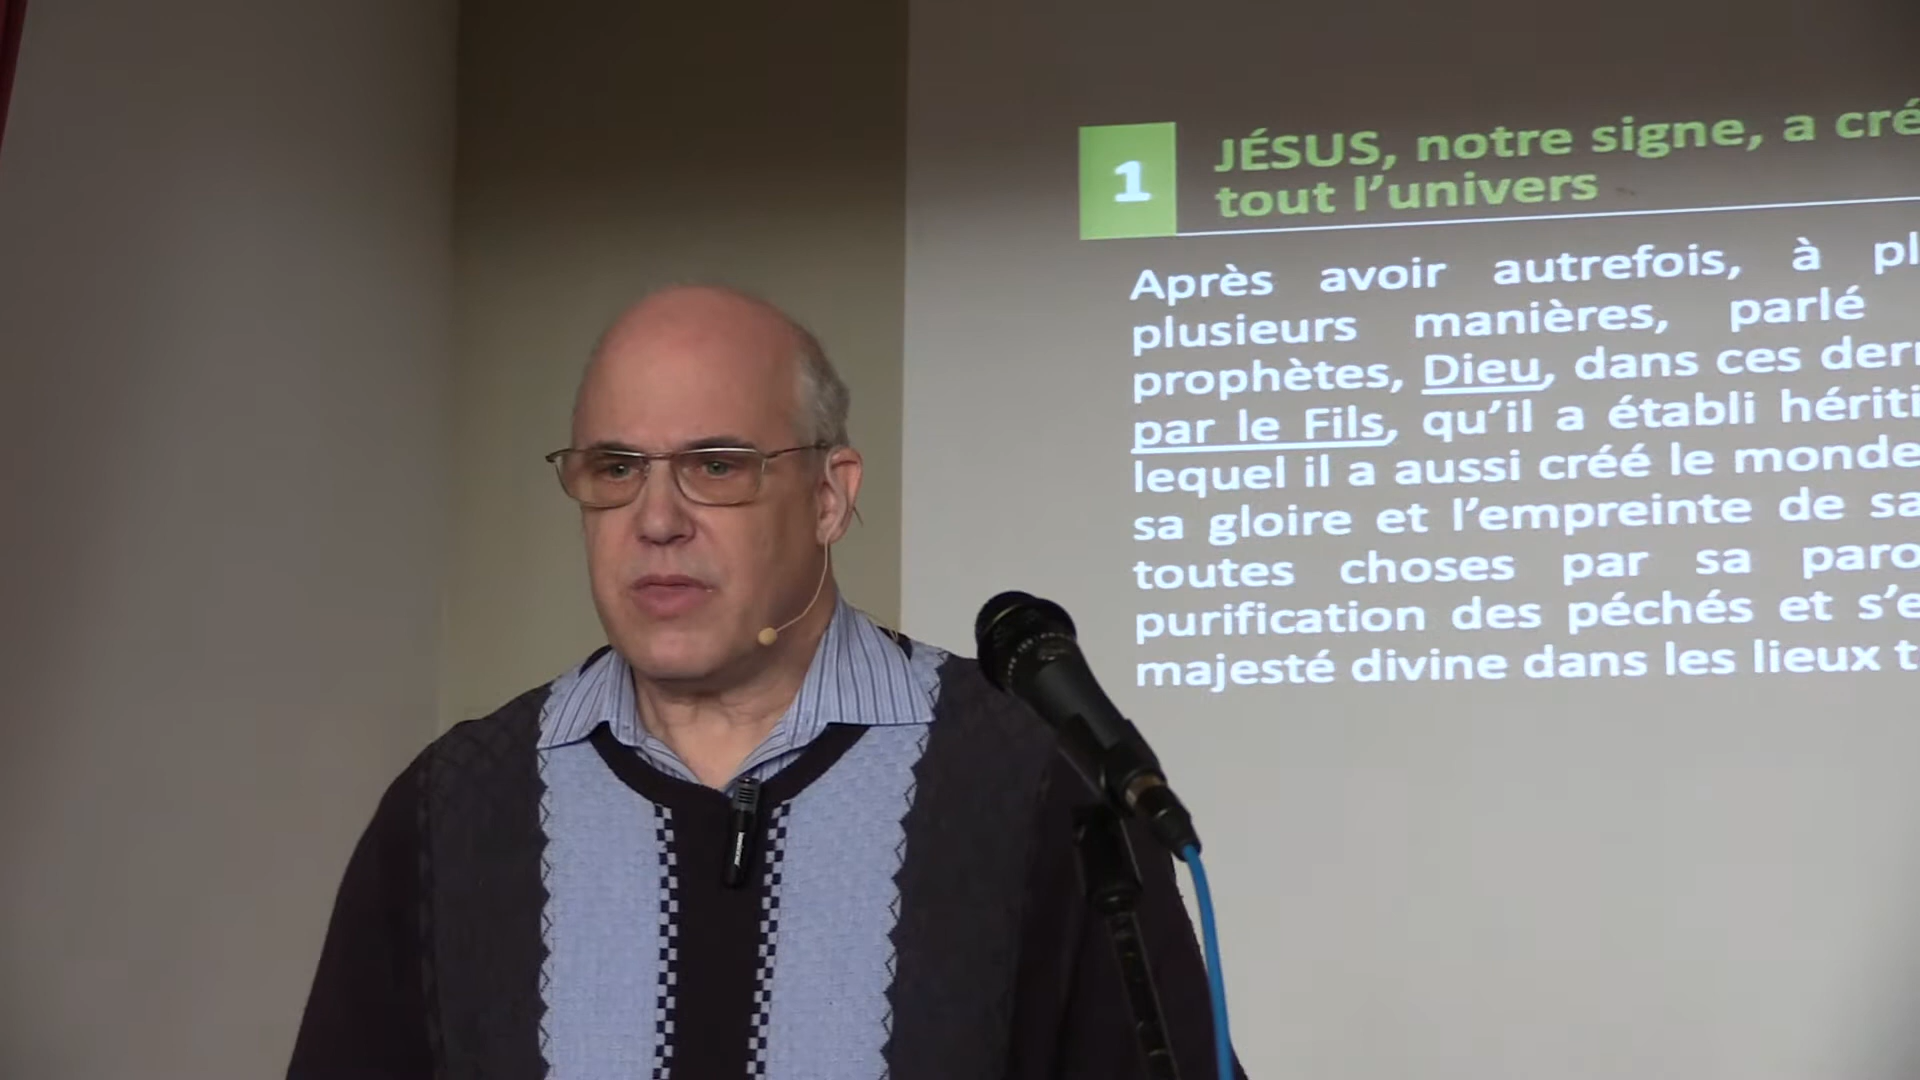 1
JÉSUS, notre signe, a cré
tout l’univers
Après avoir autrefois, à pl
plusieurs manières, parlé
prophètes, Dieu, dans ces dern
par le Fils, qu’il a établi hériti
lequel il a aussi créé le monde
sa gloire et l’empreinte de sa
toutes choses par sa paro
purification des péchés et s’e
majesté divine dans les lieux t